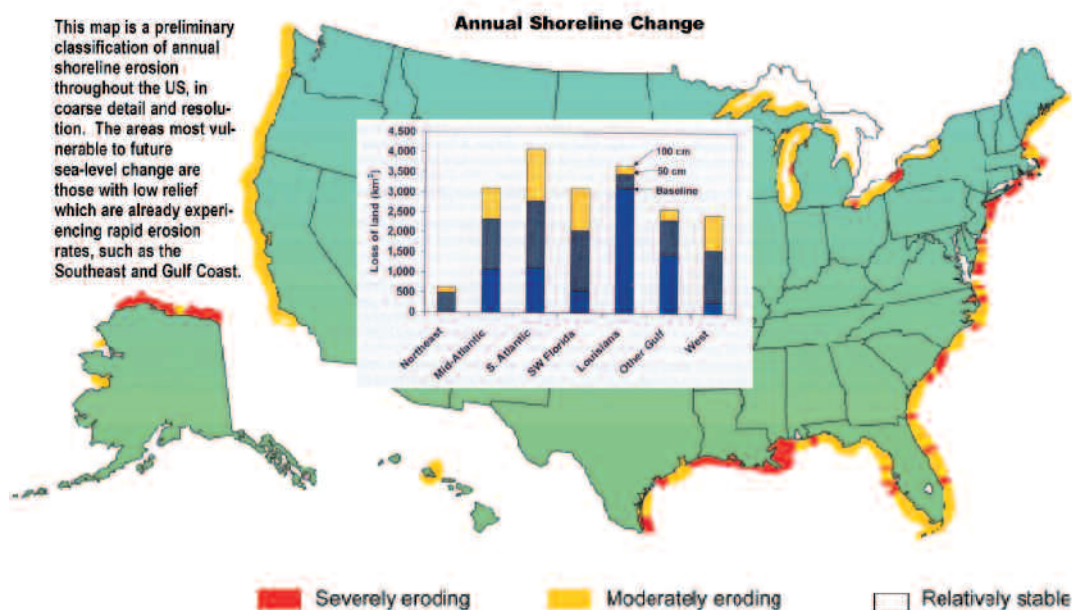 Annual Shoreline Change
This map is a preliminary
classification of annual
shoreline erosion
throughout the US, in
coarse detail and resolu-
tion. The areas most vul-
nerable to future
sea-level change are
those with low relief
which are already experi-
encing rapid erosion
rates, such as the
Southeast and Gulf Coast.
Loss of land (km²)
4,500
4,000
3,500
3,000
2,500
2,000
1,500
1,000
500
0
100 cm
50 cm
Baseline
Northeast
Mid-Atlantic
S. Atlantic
SW Florida
Louisiana
Other Gulf
West
Severely eroding
Moderately eroding
Relatively stable